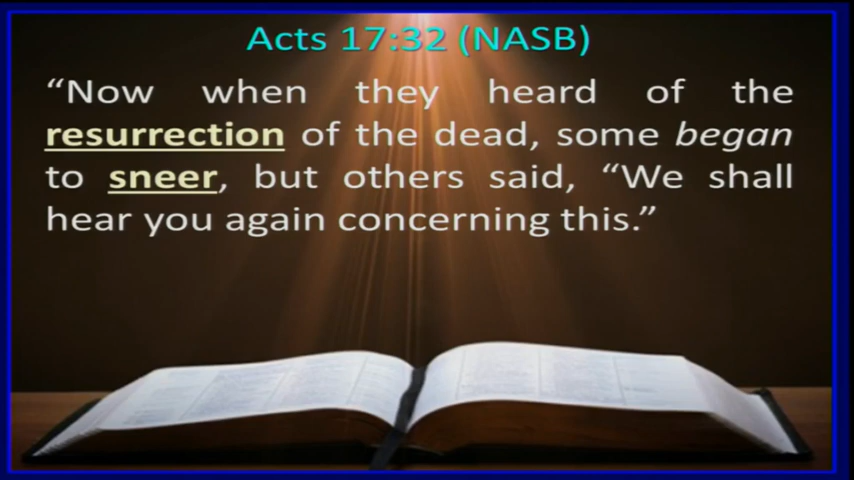 Acts 17:32 (NASB)
“Now when they heard of the
resurrection of the dead, some began
to sneer, but others said, “We shall
hear you again concerning this.”